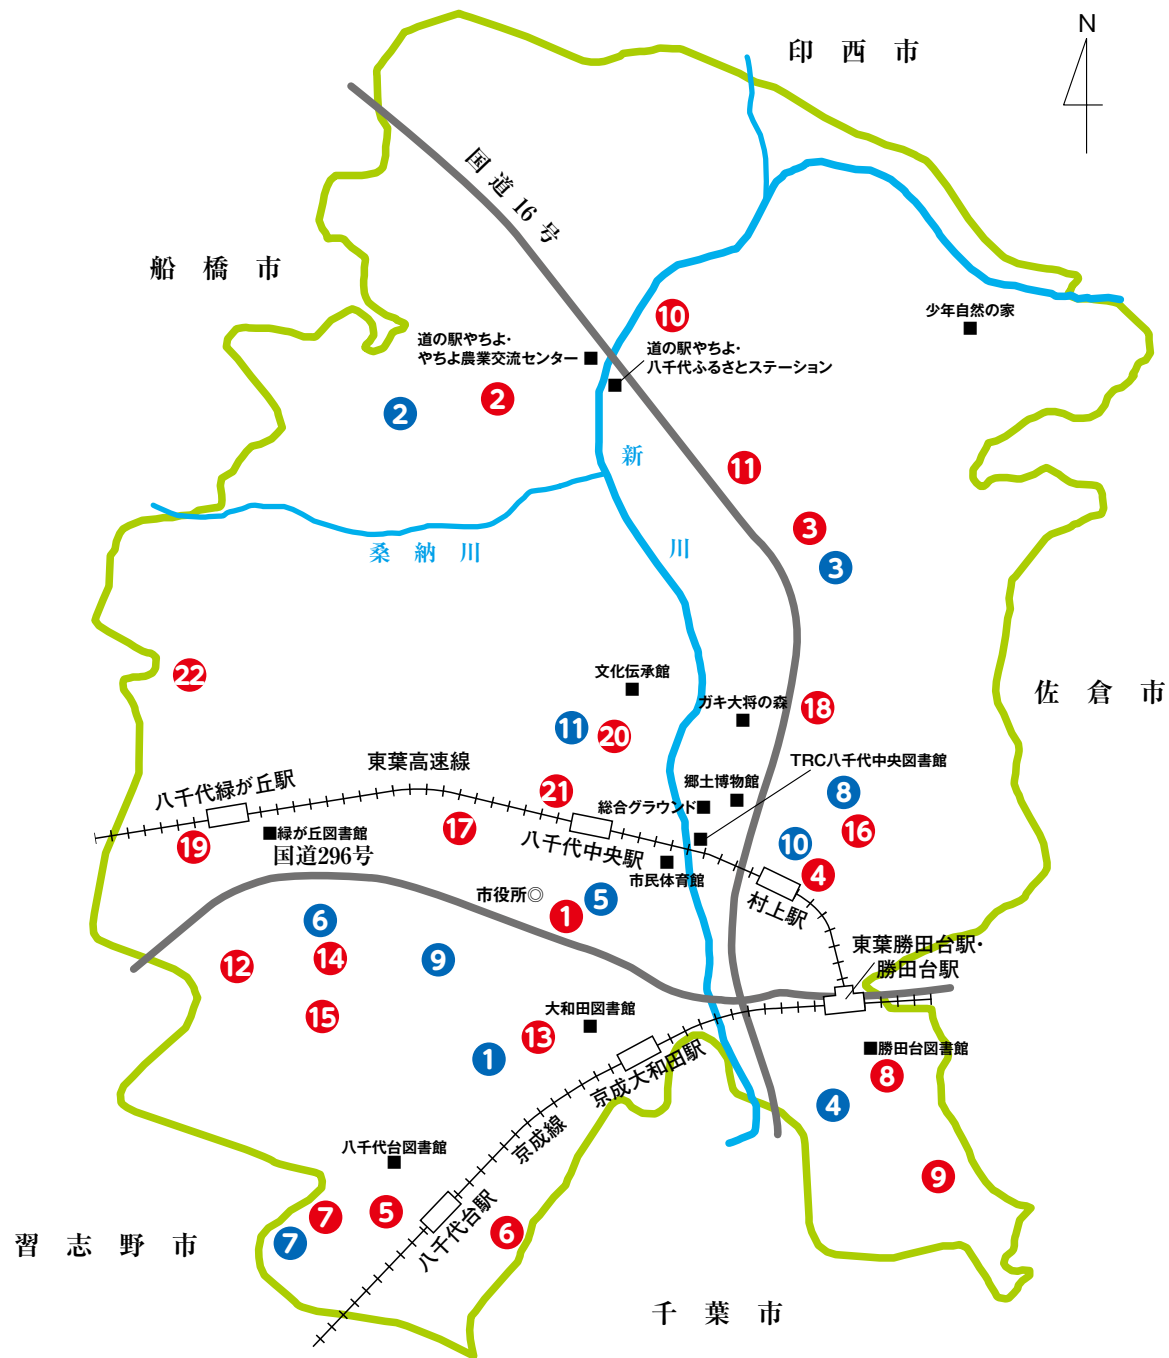 N
印西市
国道16号
船橋市
少年自然の家
10
道の駅やちよ・
やちよ農業交流センター
道の駅やちよ・
八千代ふるさとステーション
2
2
新川
11
3
3
桑納川
22
文化伝承館
ガキ大将の森
佐倉市
11
20
18
TRC八千代中央図書館
東葉高速線
八千代緑が丘駅
21
郷土博物館
総合グラウンド
8
19
緑が丘図書館
17
八千代中央駅
16
10
国道296号
市民体育館
4
市役所◎
5
1
村上駅
6
東葉勝田台駅・
勝田台駅
12
14
9
15
大和田図書館
13
1
京成大和田駅
勝田台図書館
8
4
京成線
八千代台図書館
9
7
5
八千代台駅
6
7
習志野市
千葉市